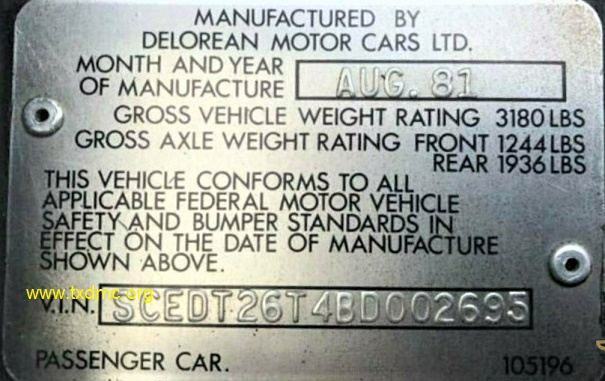 MANUFACTURED BY
DELOREAN MOTOR CARS LTD.
MONTH AND YEAR
OF MANUFACTURE AUG. 81
GROSS VEHICLE WEIGHT RATING 3180 LBS
GROSS AXLE WEIGHT RATING FRONT 1244 LBS
REAR 1936 LBS
THIS VEHICLE CONFORMS TO ALL
APPLICABLE FEDERAL MOTOR VEHICLE
SAFETY AND BUMPER STANDARDS IN
EFFECT ON THE DATE OF MANUFACTURE
SHOWN ABOVE.
www.txdmc.org
V.I.N. SCEDT26T4BD002695
PASSENGER CAR. 105196